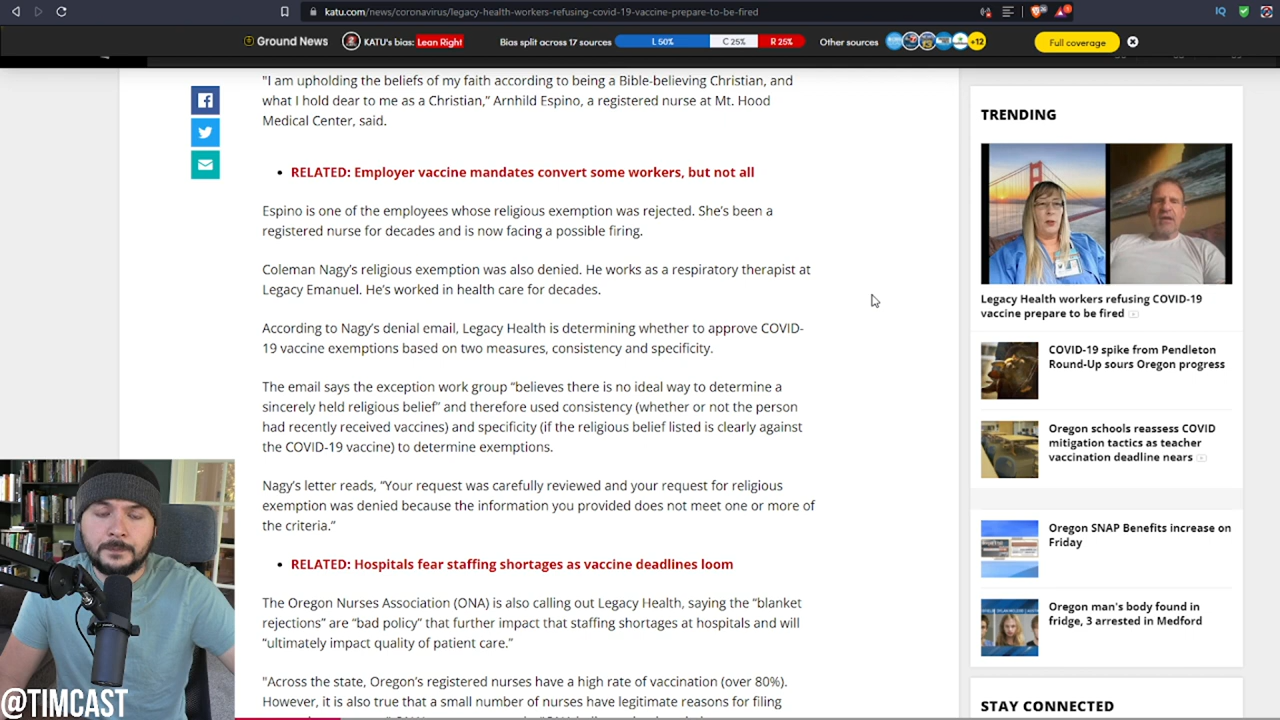 katu.com/news/coronavirus/legacy-health-workers-refusing-covid-19-vaccine-prepare-to-be-fired
IQ
Ground News
KATU's bias: Lean Right
Bias split across 17 sources
L 50%
C 25%
R 25%
Other sources
+12
Full coverage
"I am upholding the beliefs of my faith according to being a Bible-believing Christian, and
what I hold dear to me as a Christian,” Arnhild Espino, a registered nurse at Mt. Hood
Medical Center, said.
• RELATED: Employer vaccine mandates convert some workers, but not all
Espino is one of the employees whose religious exemption was rejected. She’s been a
registered nurse for decades and is now facing a possible firing.
Coleman Nagy’s religious exemption was also denied. He works as a respiratory therapist at
Legacy Emanuel. He’s worked in health care for decades.
According to Nagy’s denial email, Legacy Health is determining whether to approve COVID-
19 vaccine exemptions based on two measures, consistency and specificity.
The email says the exception work group “believes there is no ideal way to determine a
sincerely held religious belief” and therefore used consistency (whether or not the person
had recently received vaccines) and specificity (if the religious belief listed is clearly against
the COVID-19 vaccine) to determine exemptions.
Nagy’s letter reads, “Your request was carefully reviewed and your request for religious
exemption was denied because the information you provided does not meet one or more of
the criteria.”
• RELATED: Hospitals fear staffing shortages as vaccine deadlines loom
The Oregon Nurses Association (ONA) is also calling out Legacy Health, saying the “blanket
rejections” are “bad policy” that further impact that staffing shortages at hospitals and will
“ultimately impact quality of patient care.”
"Across the state, Oregon’s registered nurses have a high rate of vaccination (over 80%).
However, it is also true that a small number of nurses have legitimate reasons for filing
TRENDING
Legacy Health workers refusing COVID-19
vaccine prepare to be fired
COVID-19 spike from Pendleton
Round-Up sours Oregon progress
Oregon schools reassess COVID
mitigation tactics as teacher
vaccination deadline nears
Oregon SNAP Benefits increase on
Friday
Oregon man's body found in
fridge, 3 arrested in Medford
STAY CONNECTED
@TIMCAST